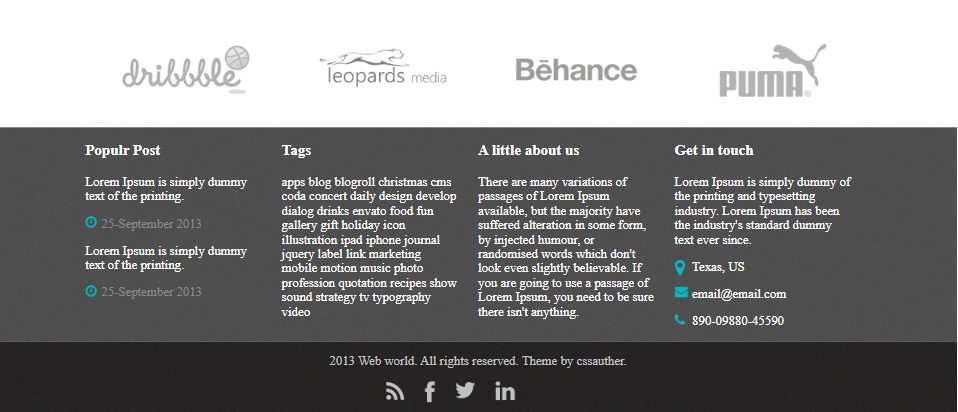 dribbble
leopards media
Bēhance
PUMA®
Populr Post
Lorem Ipsum is simply dummy
text of the printing.
25-September 2013
Lorem Ipsum is simply dummy
text of the printing.
25-September 2013
Tags
apps blog blogroll christmas cms
coda concert daily design develop
dialog drinks envato food fun
gallery gift holiday icon
illustration ipad iphone journal
jquery label link marketing
mobile motion music photo
profession quotation recipes show
sound strategy tv typography
video
A little about us
There are many variations of
passages of Lorem Ipsum
available, but the majority have
suffered alteration in some form,
by injected humour, or
randomised words which don't
look even slightly believable. If
you are going to use a passage of
Lorem Ipsum, you need to be sure
there isn't anything.
Get in touch
Lorem Ipsum is simply dummy of
the printing and typesetting
industry. Lorem Ipsum has been
the industry's standard dummy
text ever since.
Texas, US
email@email.com
890-09880-45590
2013 Web world. All rights reserved. Theme by cssauther.